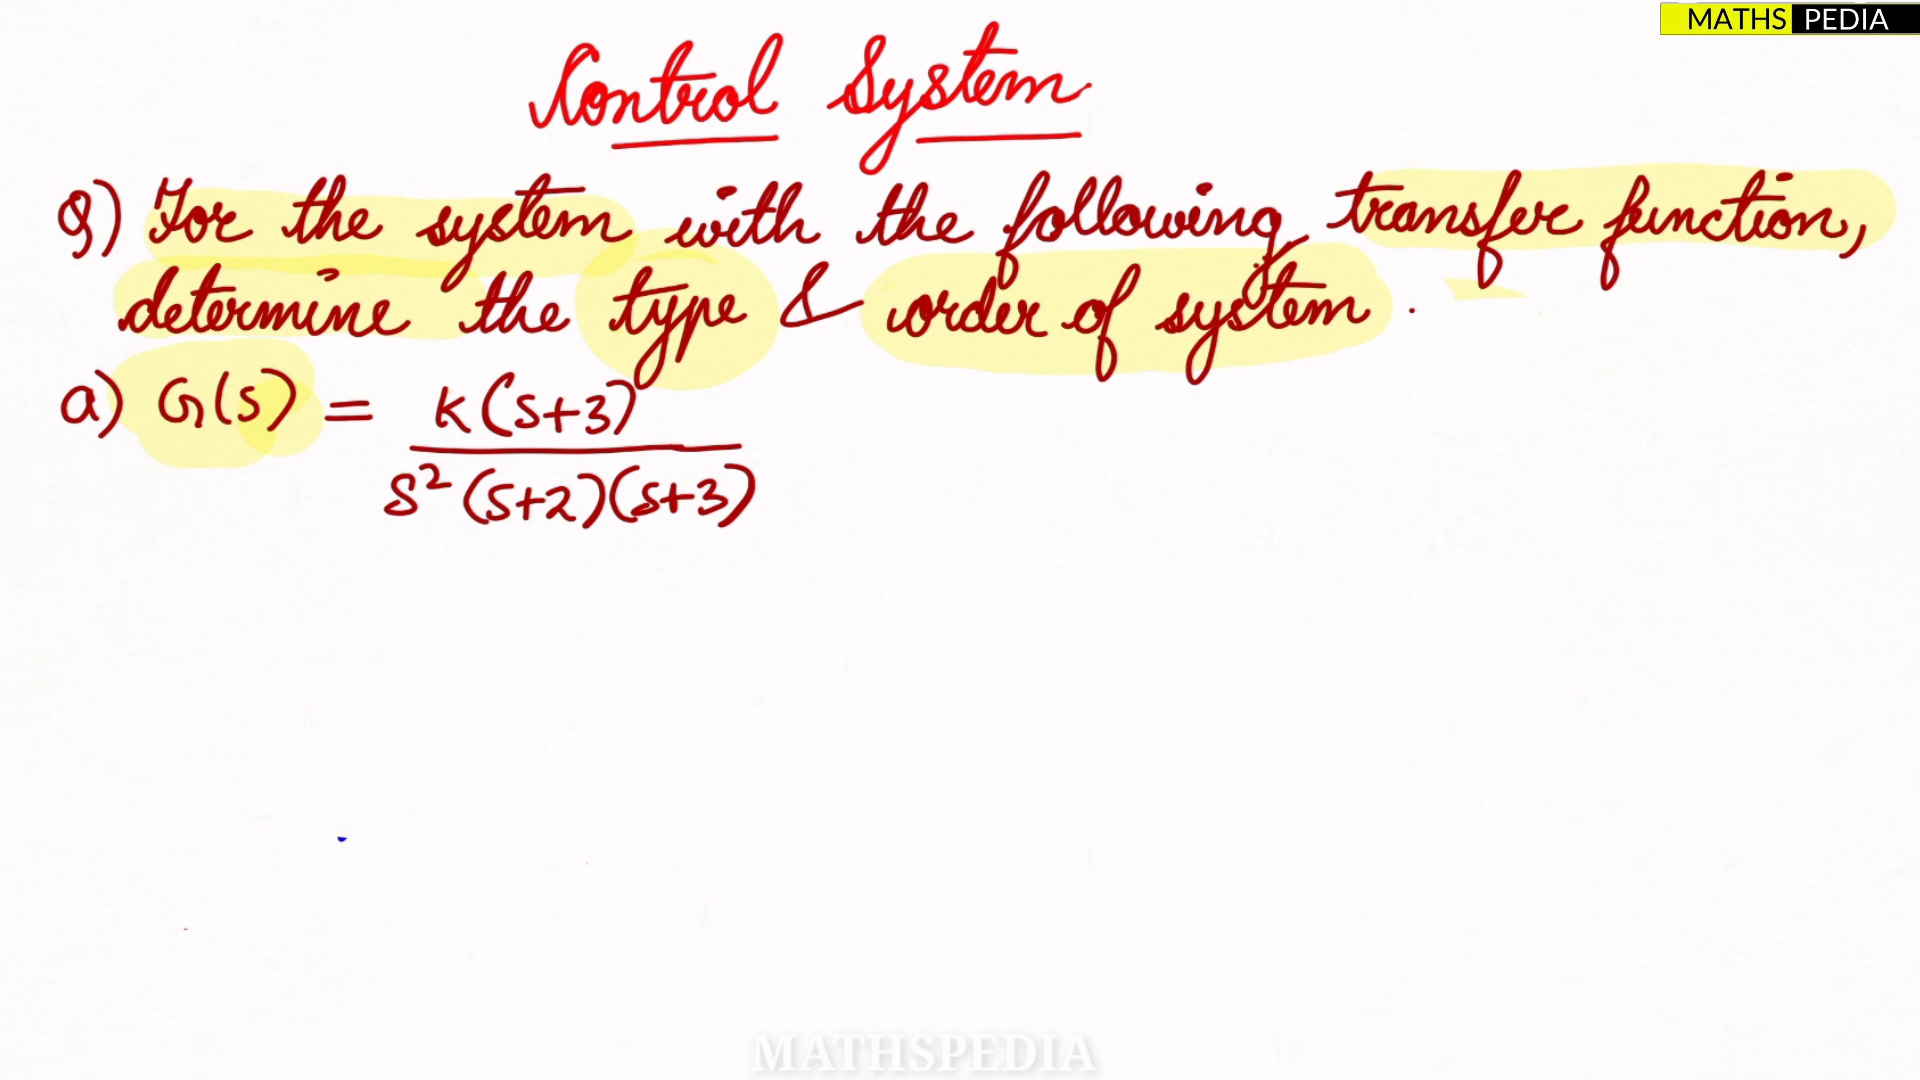 MATHS PEDIA
Control System
Q) For the system with the following transfer function,
determine the type & order of system.
a) G(s) = K(s+3)
s²(s+2)(s+3)
MATHSPEDIA